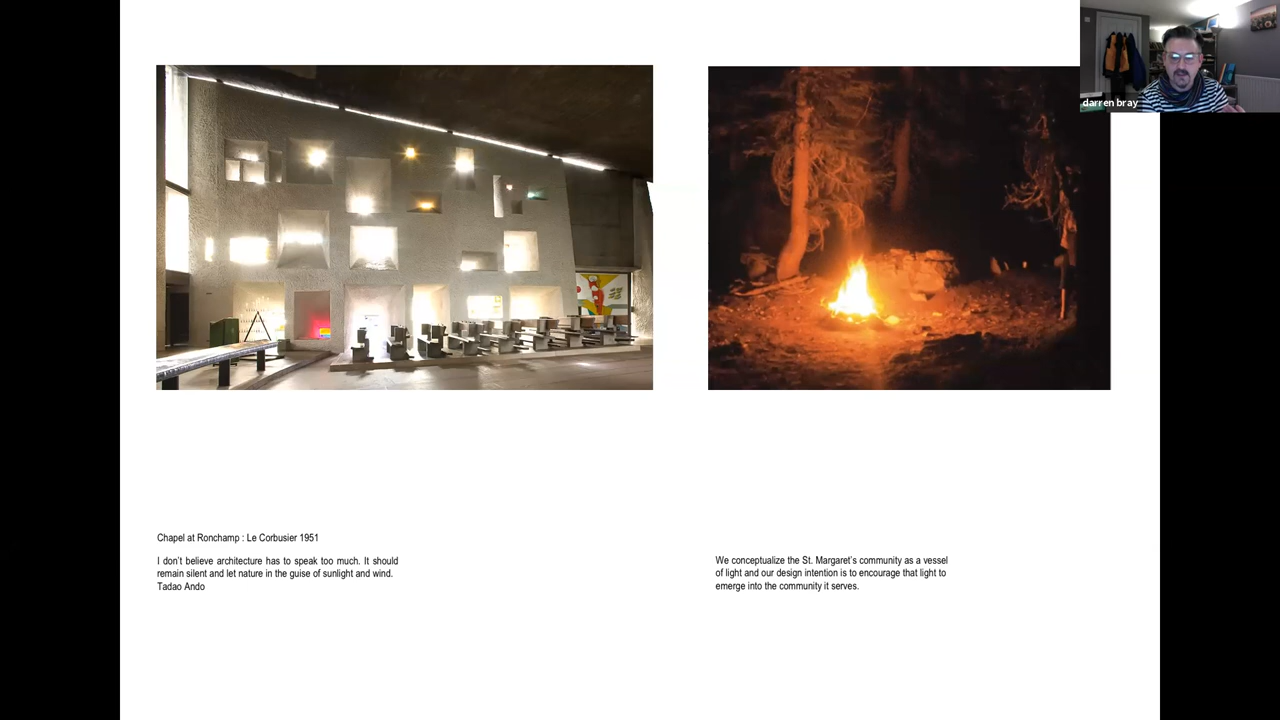 darren bray
Chapel at Ronchamp : Le Corbusier 1951
I don't believe architecture has to speak too much. It should
remain silent and let nature in the guise of sunlight and wind.
Tadao Ando
We conceptualize the St. Margaret's community as a vessel
of light and our design intention is to encourage that light to
emerge into the community it serves.